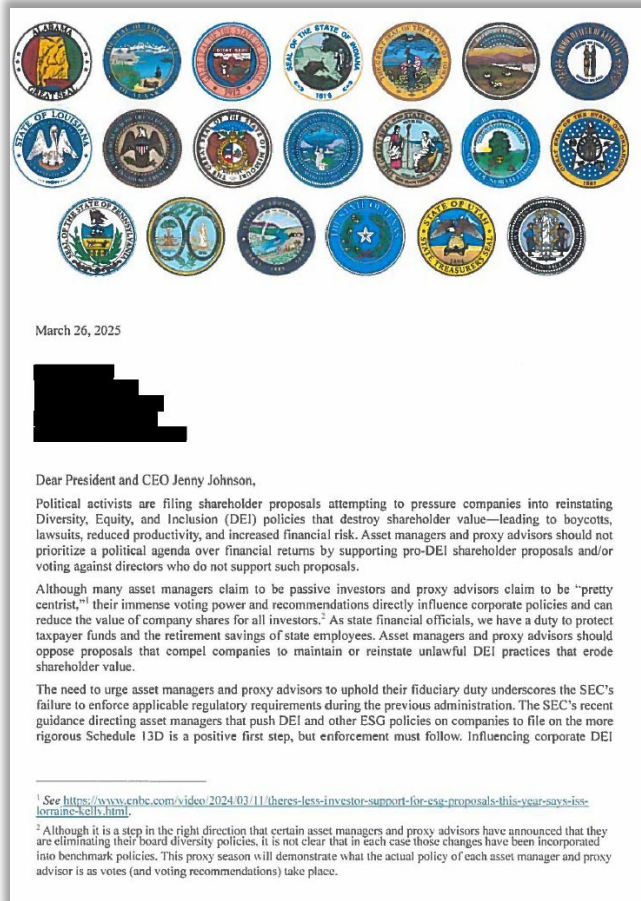 ALABAMA
GREAT SEAL
SEAL OF THE STATE OF INDIANA
1816
STATE OF LOUISIANA
SEAL OF THE STATE OF PENNSYLVANIA
STATE OF UTAH
STATE TREASURER'S SEAL
March 26, 2025
Dear President and CEO Jenny Johnson,
Political activists are filing shareholder proposals attempting to pressure companies into reinstating
Diversity, Equity, and Inclusion (DEI) policies that destroy shareholder value—leading to boycotts,
lawsuits, reduced productivity, and increased financial risk. Asset managers and proxy advisors should not
prioritize a political agenda over financial returns by supporting pro-DEI shareholder proposals and/or
voting against directors who do not support such proposals.
Although many asset managers claim to be passive investors and proxy advisors claim to be “pretty
centrist,”1 their immense voting power and recommendations directly influence corporate policies and can
reduce the value of company shares for all investors.2 As state financial officials, we have a duty to protect
taxpayer funds and the retirement savings of state employees. Asset managers and proxy advisors should
oppose proposals that compel companies to maintain or reinstate unlawful DEI practices that erode
shareholder value.
The need to urge asset managers and proxy advisors to uphold their fiduciary duty underscores the SEC’s
failure to enforce applicable regulatory requirements during the previous administration. The SEC’s recent
guidance directing asset managers that push DEI and other ESG policies on companies to file on the more
rigorous Schedule 13D is a positive first step, but enforcement must follow. Influencing corporate DEI
1 See https://www.cnbc.com/video/2024/03/11/theres-less-investor-support-for-esg-proposals-this-year-says-iss-
lorraine-kelly.html.
2 Although it is a step in the right direction that certain asset managers and proxy advisors have announced that they
are eliminating their board diversity policies, it is not clear that in each case those changes have been incorporated
into benchmark policies. This proxy season will demonstrate what the actual policy of each asset manager and proxy
advisor is as votes (and voting recommendations) take place.